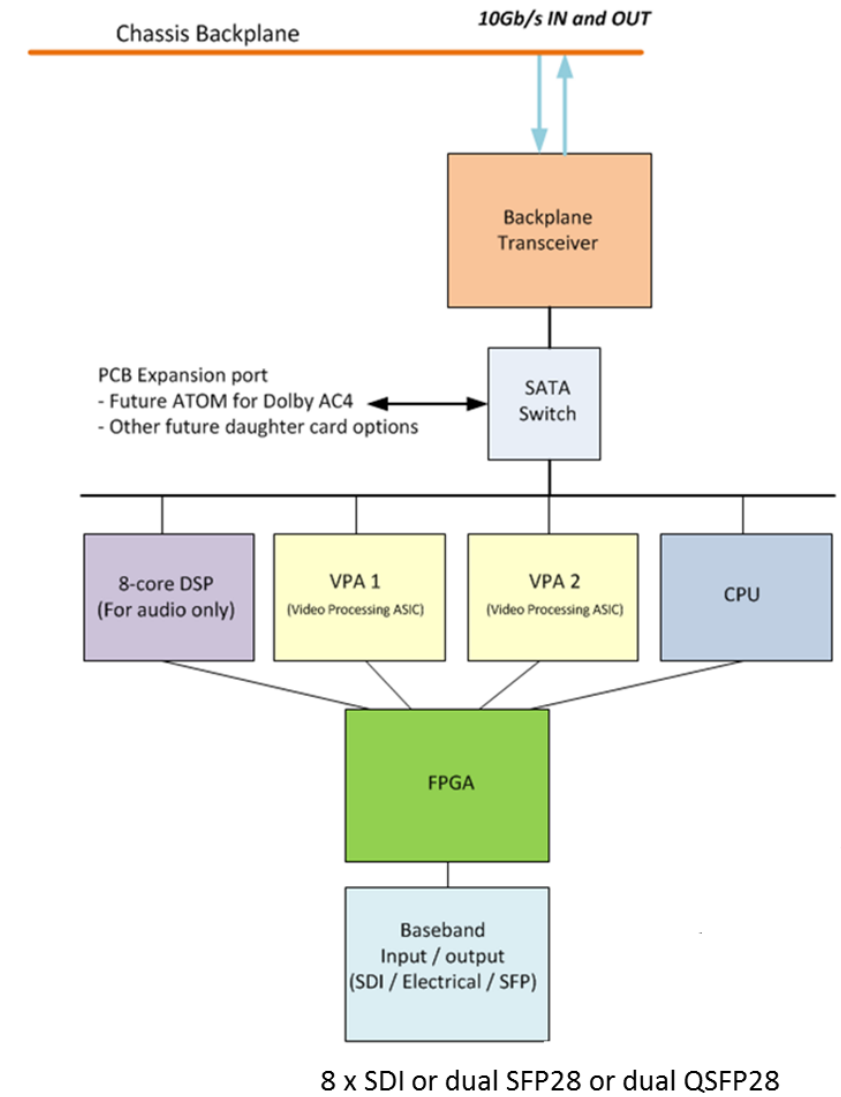 10Gb/s IN and OUT
Chassis Backplane
Backplane
Transceiver
SATA
Switch
PCB Expansion port
- Future ATOM for Dolby AC4
- Other future daughter card options
8-core DSP
(For audio only)
VPA 1
(Video Processing ASIC)
VPA 2
(Video Processing ASIC)
CPU
FPGA
Baseband
Input / output
(SDI / Electrical / SFP)
8 x SDI or dual SFP28 or dual QSFP28